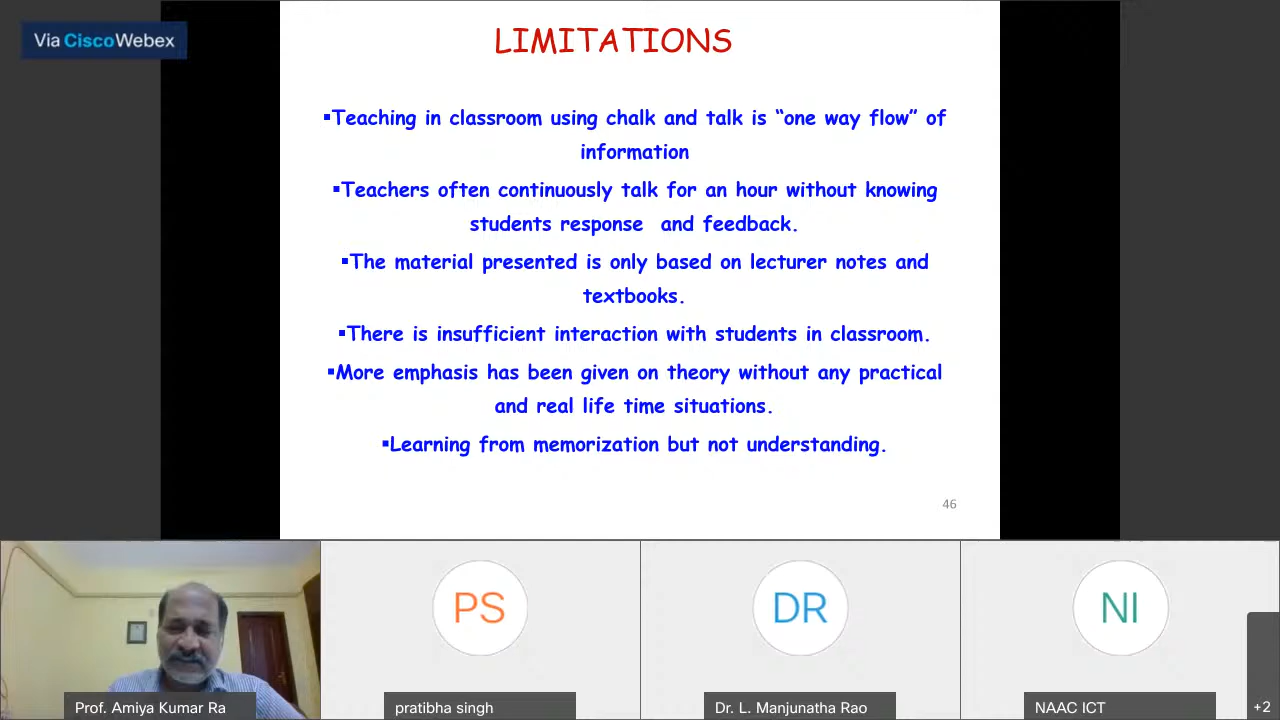 Via Cisco Webex
LIMITATIONS
▪Teaching in classroom using chalk and talk is “one way flow” of
information
▪Teachers often continuously talk for an hour without knowing
students response  and feedback.
▪The material presented is only based on lecturer notes and
textbooks.
▪There is insufficient interaction with students in classroom.
▪More emphasis has been given on theory without any practical
and real life time situations.
▪Learning from memorization but not understanding.
46
PS
DR
NI
Prof. Amiya Kumar Ra
pratibha singh
Dr. L. Manjunatha Rao
NAAC ICT
+2